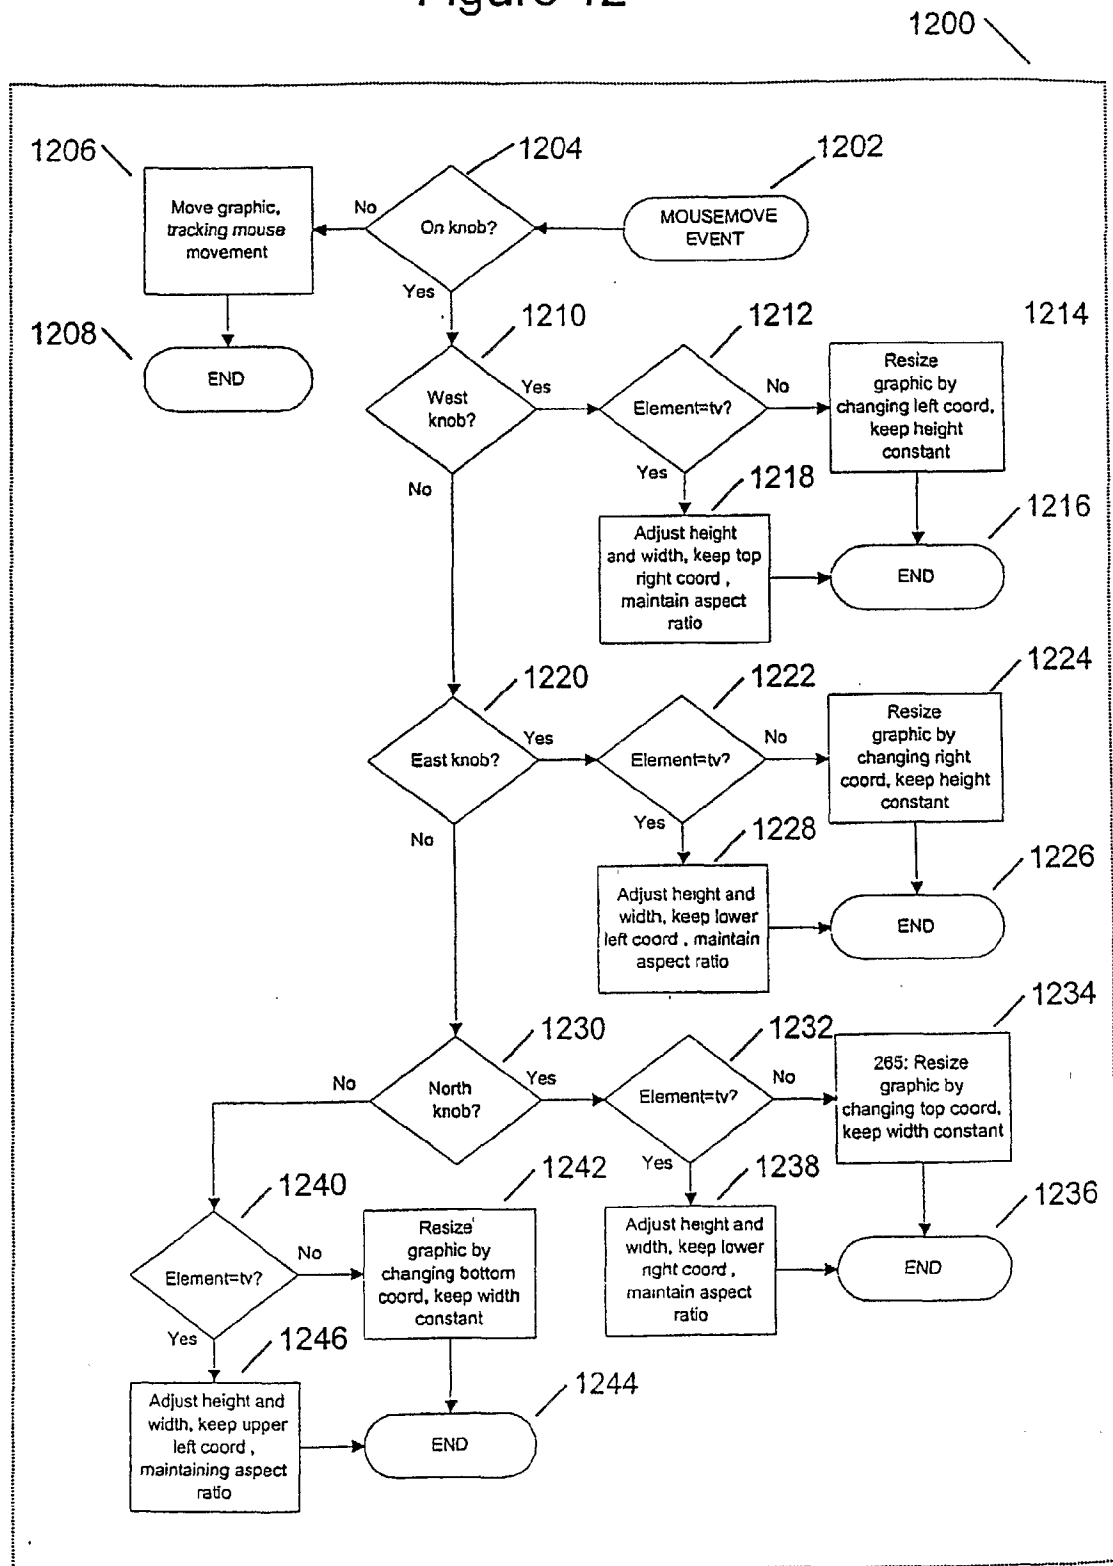 Figure 12
1200
1206
1204
1202
Move graphic,
tracking mouse
movement
No
On knob?
MOUSEMOVE
EVENT
Yes
1208
END
1210
1212
1214
West
knob?
Yes
Element=tv?
No
Resize
graphic by
changing left coord,
keep height
constant
No
Yes
1218
1216
Adjust height
and width, keep top
right coord ,
maintain aspect
ratio
END
1220
1222
1224
East knob?
Yes
Element=tv?
No
Resize
graphic by
changing right
coord, keep height
constant
No
Yes
1228
1226
Adjust height and
width, keep lower
left coord , maintain
aspect ratio
END
1230
1232
1234
No
North
knob?
Yes
Element=tv?
No
265: Resize
graphic by
changing top coord,
keep width constant
Yes
1240
1242
1238
1236
Element=tv?
No
Resize
graphic by
changing bottom
coord, keep width
constant
Adjust height and
width, keep lower
right coord ,
maintain aspect
ratio
END
Yes
1246
1244
Adjust height and
width, keep upper
left coord ,
maintaining aspect
ratio
END